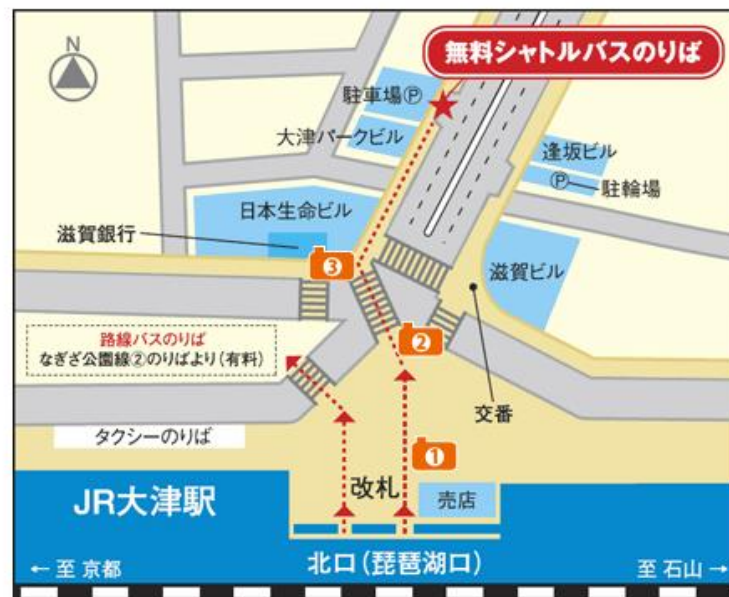 N
無料シャトルバスのりば
駐車場Ⓟ
大津パークビル
逢坂ビル
Ⓟ
駐輪場
日本生命ビル
滋賀銀行
滋賀ビル
❸
❷
路線バスのりば
なぎさ公園線②のりばより(有料)
交番
タクシーのりば
❶
改札
売店
JR大津駅
北口(琵琶湖口)
← 至 京都
至 石山 →